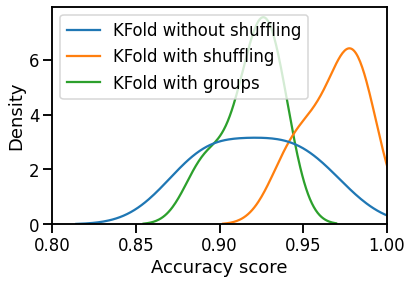 KFold without shuffling
KFold with shuffling
KFold with groups
Density
6
4
2
0
0.80 0.85 0.90 0.95 1.00
Accuracy score